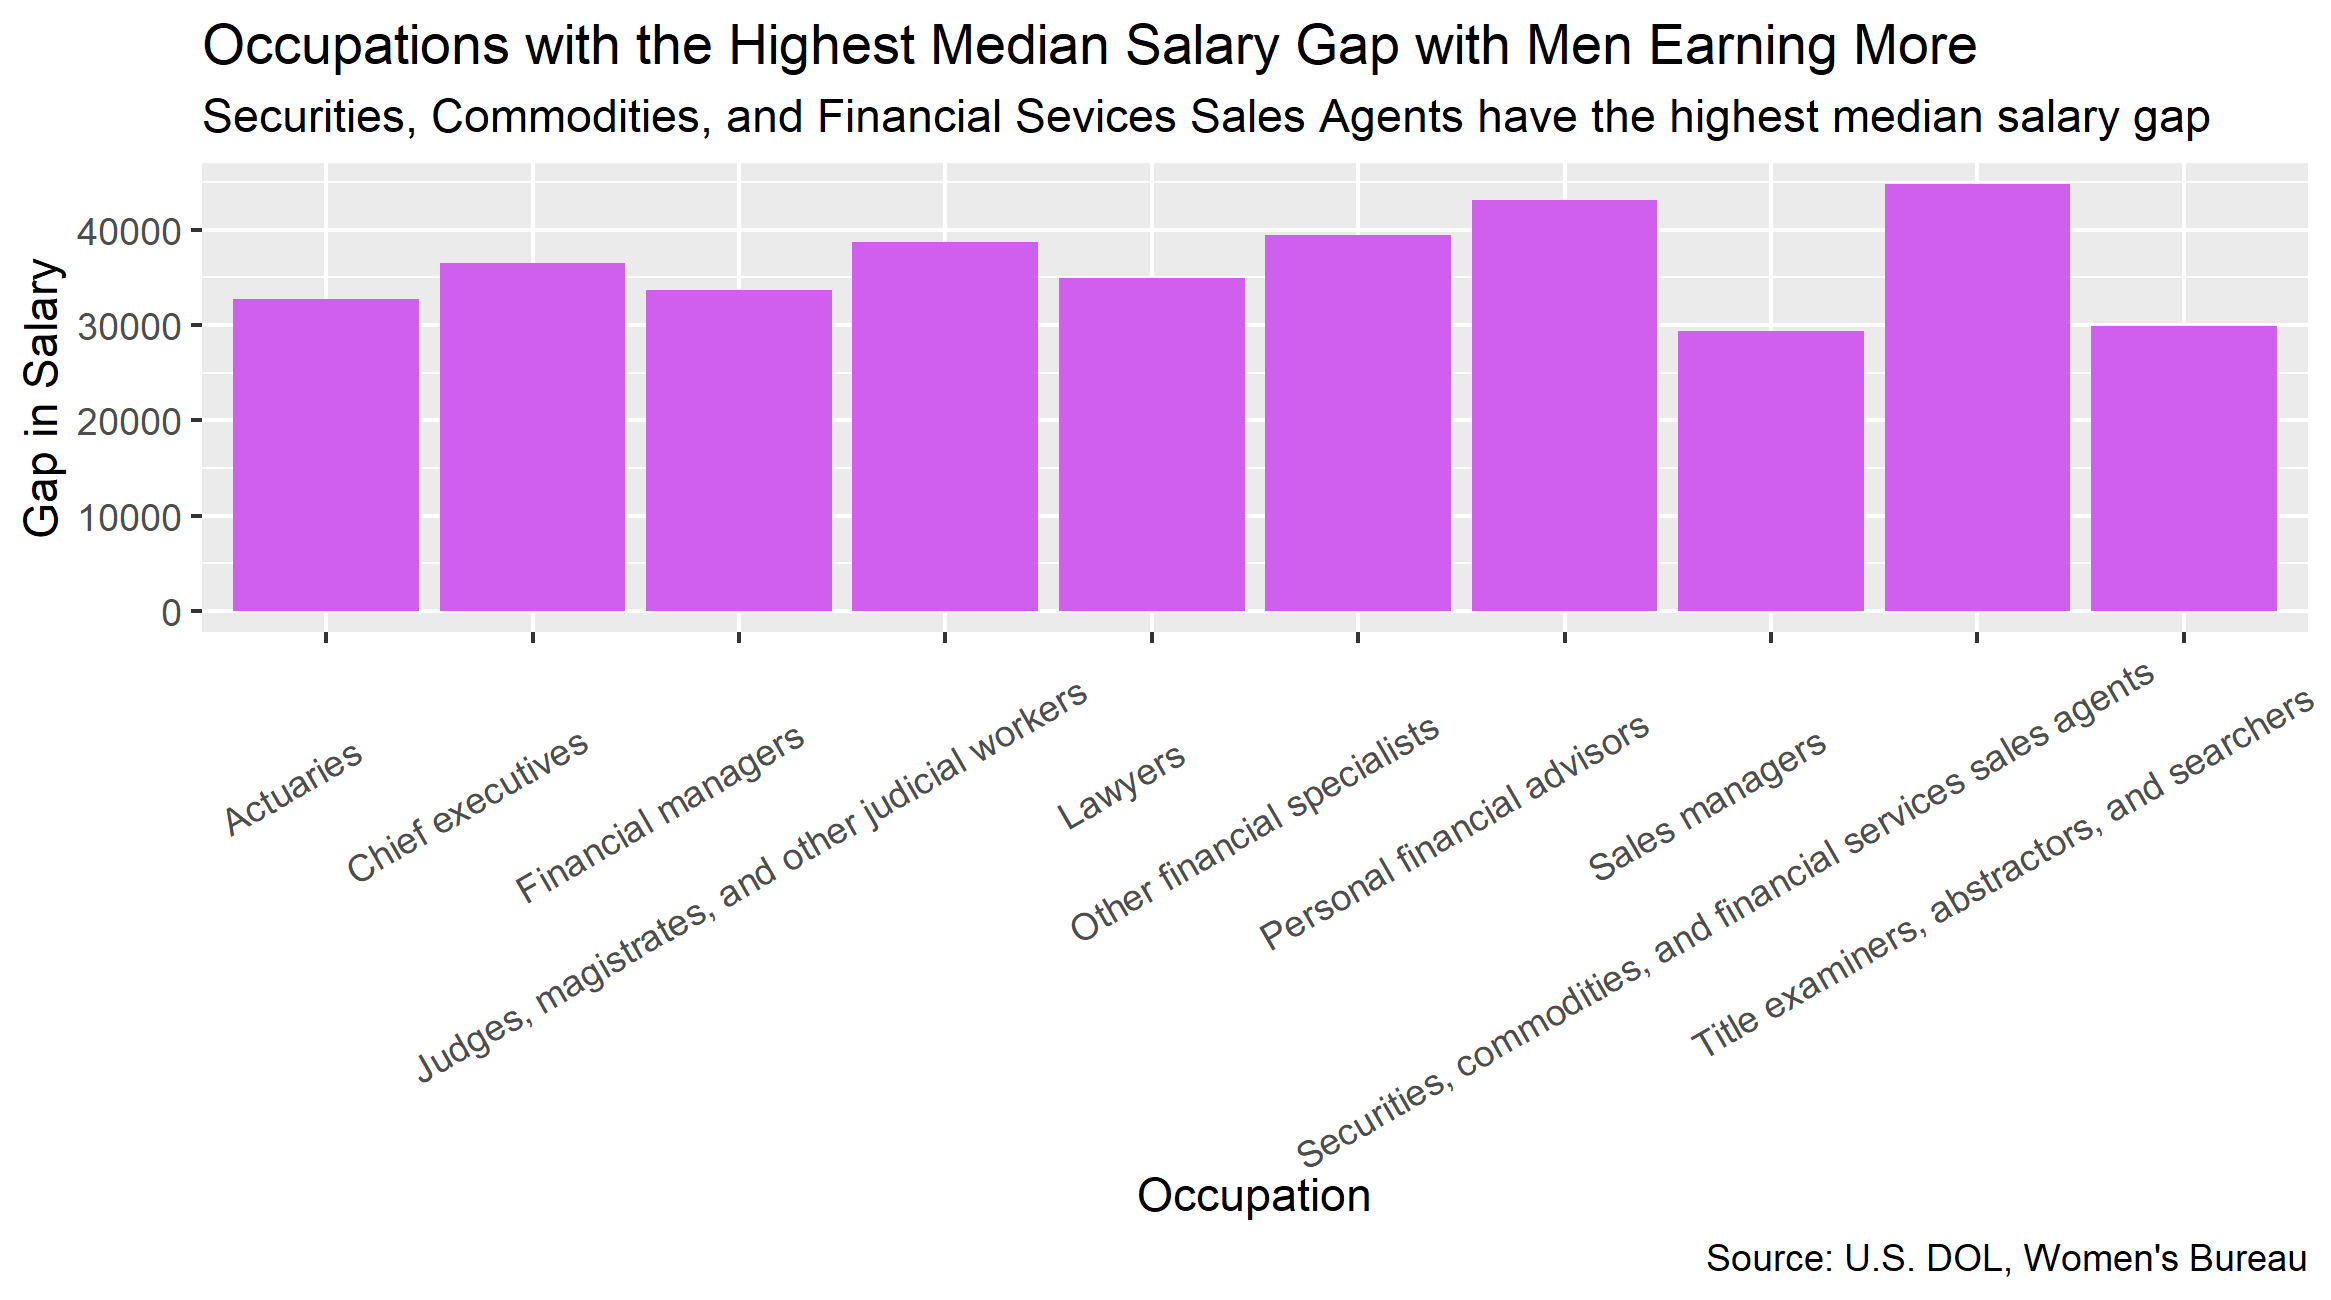 Occupations with the Highest Median Salary Gap with Men Earning More
Securities, Commodities, and Financial Sevices Sales Agents have the highest median salary gap
Gap in Salary
40000
30000
20000
10000
0
Actuaries
Chief executives
Financial managers
Judges, magistrates, and other judicial workers
Lawyers
Other financial specialists
Personal financial advisors
Sales managers
Securities, commodities, and financial services sales agents
Title examiners, abstractors, and searchers
Occupation
Source: U.S. DOL, Women's Bureau